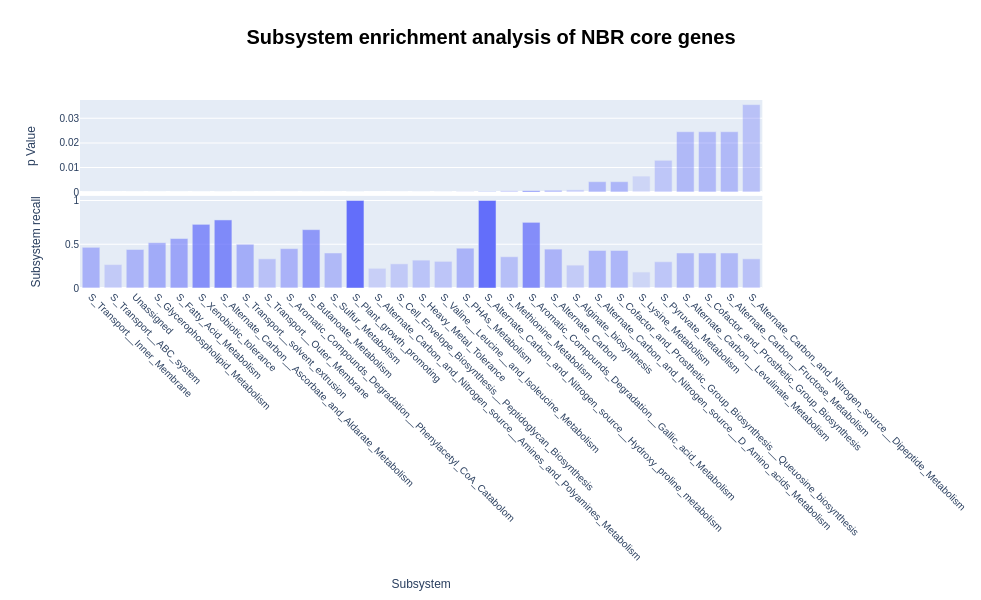 Subsystem enrichment analysis of NBR core genes
p Value
0.03
0.02
0.01
0
Subsystem recall
1
0.5
0
S_Transport__Inner_Membrane
S_Transport__ABC_system
Unassigned
S_Glycerophospholipid_Metabolism
S_Fatty_Acid_Metabolism
S_Xenobiotic_tolerance
S_Alternate_Carbon__Ascorbate_and_Aldarate_Metabolism
S_Transport__solvent_extrusion
S_Transport__Outer_Membrane
S_Aromatic_Compounds_Degradation__Phenylacetyl_CoA_Catabolom
S_Butanoate_Metabolism
S_Sulfur_Metabolism
S_Plant_growth_promoting
S_Alternate_Carbon_and_Nitrogen_source__Amines_and_Polyamines_Metabolism
S_Cell_Envelope_Biosynthesis__Peptidoglycan_Biosynthesis
S_Heavy_Metal_Tolerance
S_Valine__Leucine__and_Isoleucine_Metabolism
S_PHAs_Metabolism
S_Alternate_Carbon_and_Nitrogen_source__Hydroxy_proline_metabolism
S_Methionine_Metabolism
S_Aromatic_Compounds_Degradation__Gallic_acid_Metabolism
S_Alternate_Carbon
S_Alginate_biosynthesis
S_Alternate_Carbon_and_Nitrogen_source__D_Amino_acids_Metabolism
S_Cofactor_and_Prosthetic_Group_Biosynthesis__Queuosine_biosynthesis
S_Lysine_Metabolism
S_Pyruvate_Metabolism
S_Alternate_Carbon__Levulinate_Metabolism
S_Cofactor_and_Prosthetic_Group_Biosynthesis
S_Alternate_Carbon__Fructose_Metabolism
S_Alternate_Carbon_and_Nitrogen_source__Dipeptide_Metabolism
Subsystem